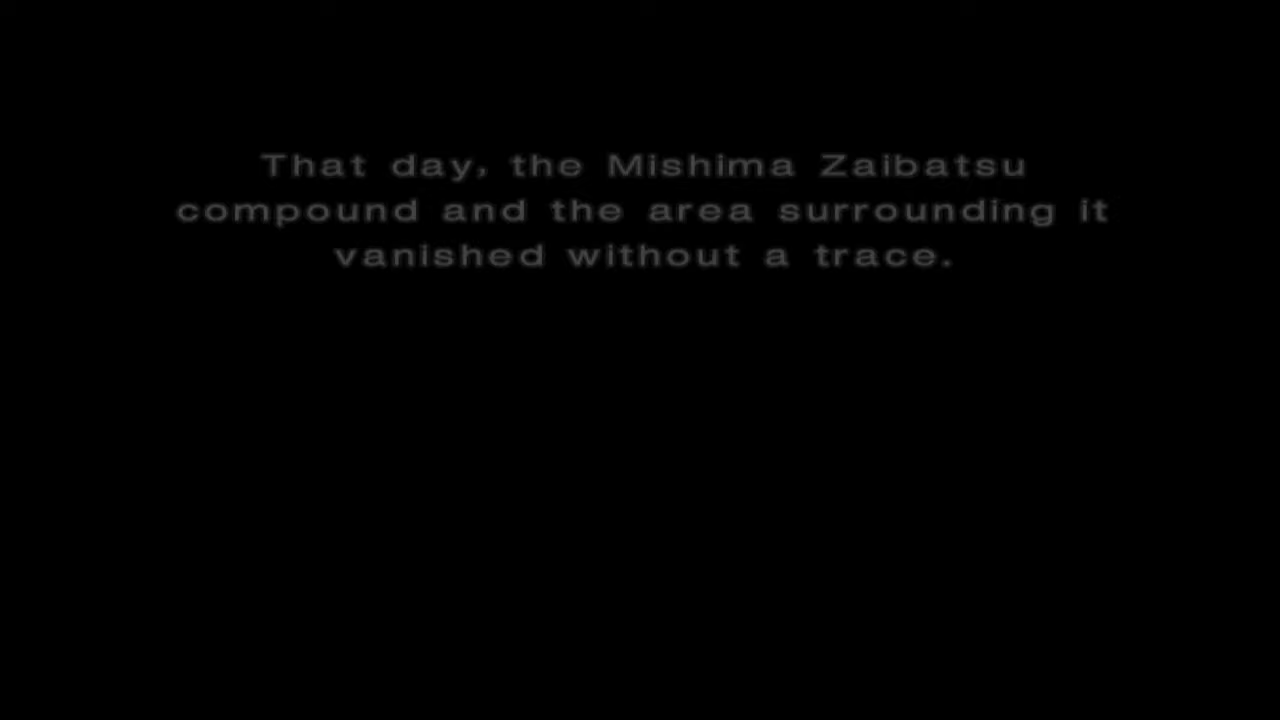 That day, the Mishima Zaibatsu
compound and the area surrounding it
vanished without a trace.